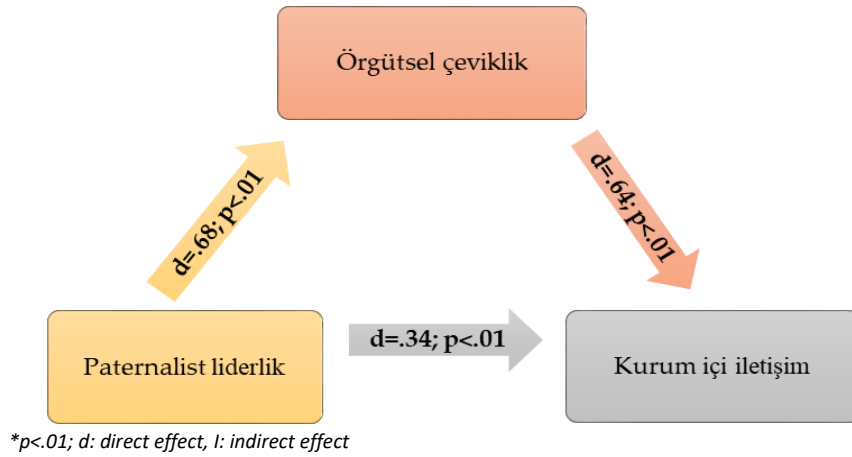 Örgütsel çeviklik
d=.68; p<.01
d=.64; p<.01
Paternalist liderlik
d=.34; p<.01
Kurum içi iletişim
*p<.01; d: direct effect, I: indirect effect